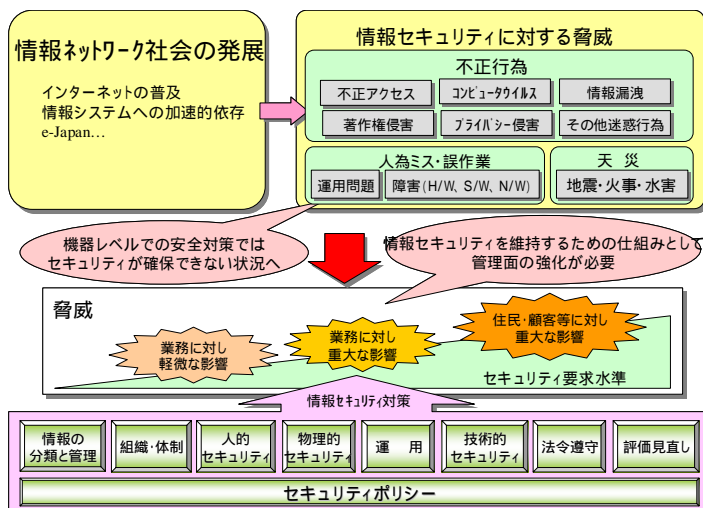 情報ネットワーク社会の発展
インターネットの普及
情報システムへの加速的依存
e-Japan…
情報セキュリティに対する脅威
不正行為
不正アクセス
コンピュータウイルス
情報漏洩
著作権侵害
プライバシー侵害
その他迷惑行為
人為ミス・誤作業
運用問題
障害(H/W、S/W、N/W)
天 災
地震・火事・水害
機器レベルでの安全対策では
セキュリティが確保できない状況へ
情報セキュリティを維持するための仕組みとして
管理面の強化が必要
脅威
業務に対し
軽微な影響
業務に対し
重大な影響
住民・顧客等に対し
重大な影響
セキュリティ要求水準
情報セキュリティ対策
情報の
分類と管理
組織・体制
人的
セキュリティ
物理的
セキュリティ
運 用
技術的
セキュリティ
法令遵守
評価見直し
セキュリティポリシー